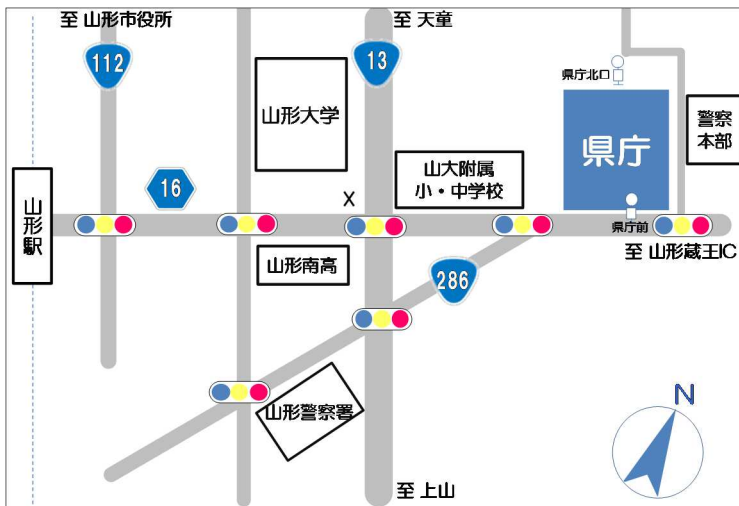 至 山形市役所
至 天童
112
13
県庁北口
山形大学
警察
本部
県庁
山大附属
小・中学校
16
X
山形駅
県庁前
山形南高
至 山形蔵王IC
286
山形警察署
N
至 上山